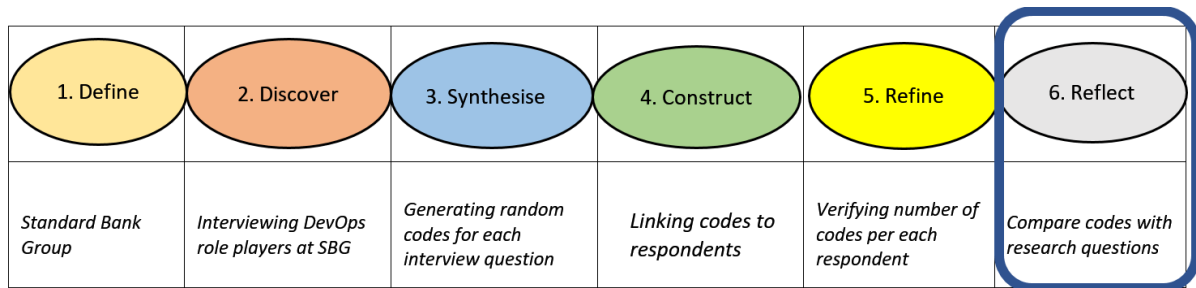 1. Define
2. Discover
3. Synthesise
4. Construct
5. Refine
6. Reflect
Standard Bank
Group
Interviewing DevOps
role players at SBG
Generating random
codes for each
interview question
Linking codes to
respondents
Verifying number of
codes per each
respondent
Compare codes with
research questions